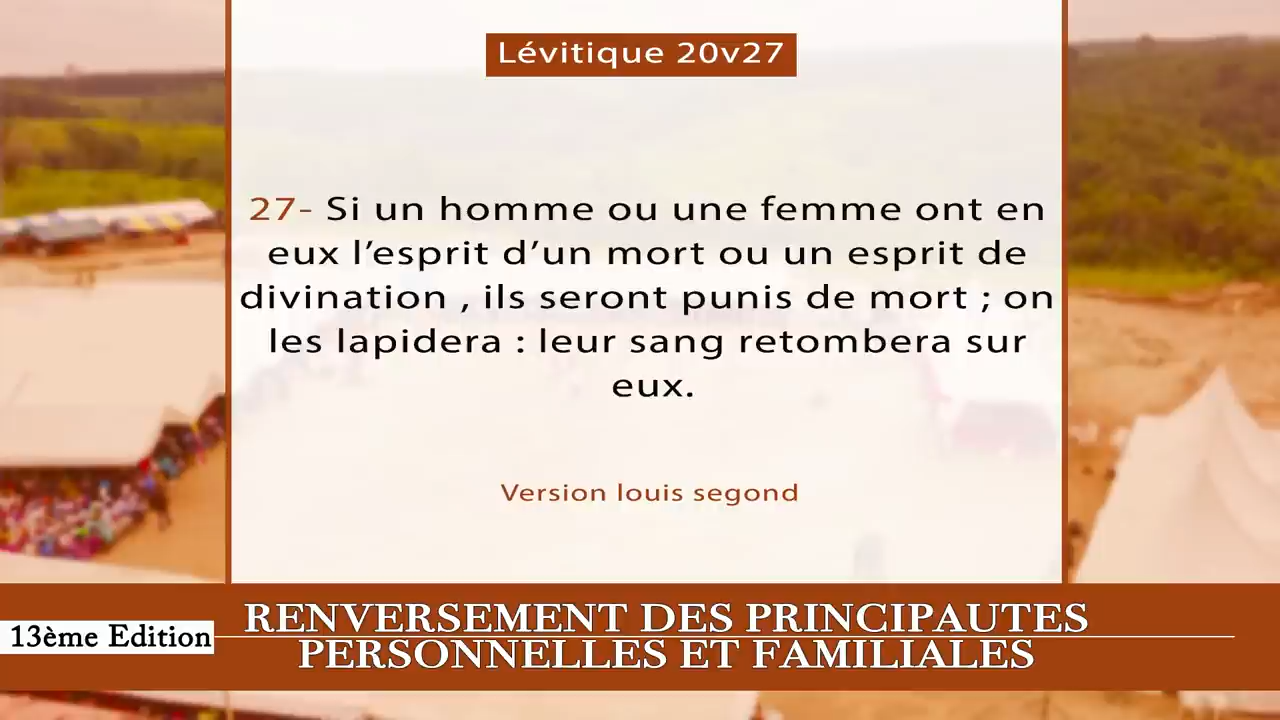 Lévitique 20v27
27- Si un homme ou une femme ont en
eux l’esprit d’un mort ou un esprit de
divination , ils seront punis de mort ; on
les lapidera : leur sang retombera sur
eux.
Version louis segond
13ème Edition
RENVERSEMENT DES PRINCIPAUTES
PERSONNELLES ET FAMILIALES